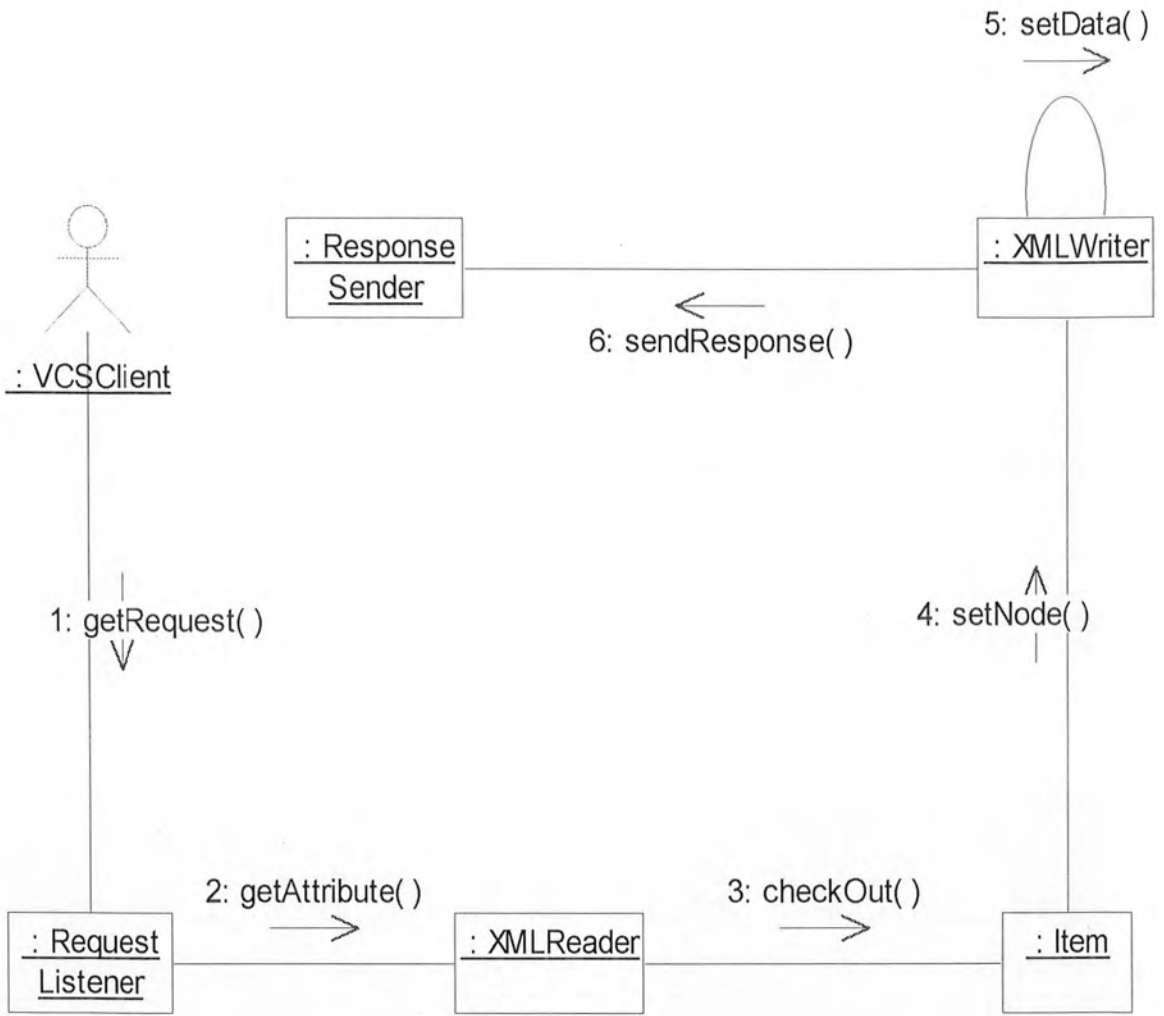 5: setData( )
: Response
Sender
: XMLWriter
6: sendResponse( )
: VCSClient
1: getRequest( )
4: setNode( )
2: getAttribute( )
3: checkOut( )
: Request
Listener
: XMLReader
: Item